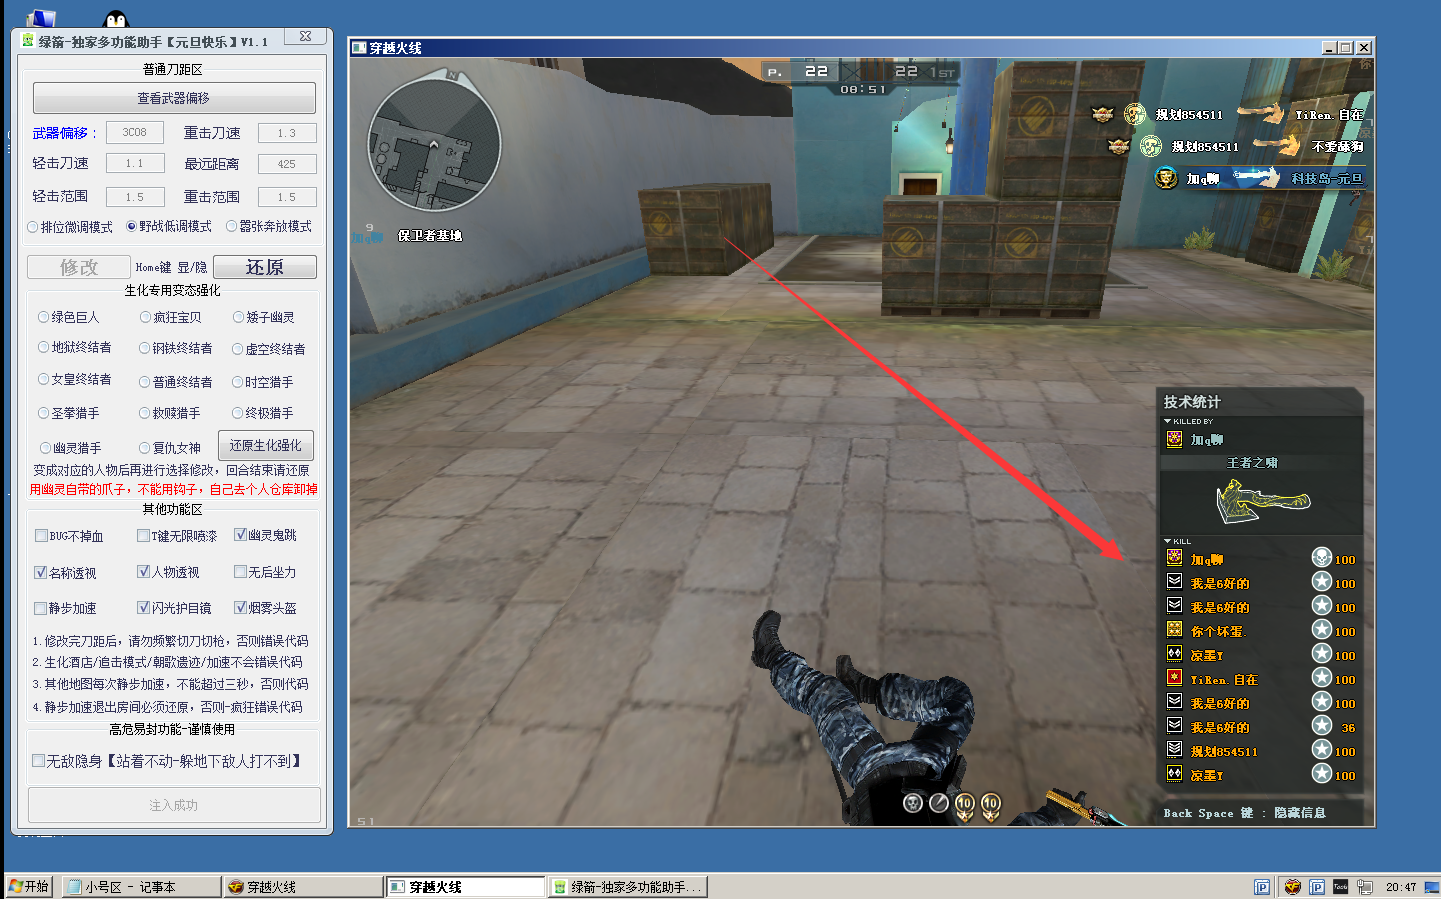 绿箭-独家多功能助手【元旦快乐】V1.1
普通刀距区
查看武器偏移
武器偏移： 3C08 重击刀速 1.3
轻击刀速 1.1 最远距离 425
轻击范围 1.5 重击范围 1.5
排位微调模式 野战低调模式 嚣张奔放模式
修改 Home键 显/隐 还原
生化专用变态强化
绿色巨人 疯狂宝贝 矮子幽灵
地狱终结者 钢铁终结者 虚空终结者
女皇终结者 普通终结者 时空猎手
圣拳猎手 救赎猎手 终极猎手
幽灵猎手 复仇女神 还原生化强化
变成对应的人物后再进行选择修改，回合结束请还原
用幽灵自带的爪子，不能用钩子，自己去个人仓库卸掉
其他功能区
BUG不掉血 T键无限喷漆 幽灵鬼跳
名称透视 人物透视 无后坐力
静步加速 闪光护目镜 烟雾头盔
1.修改完刀距后，请勿频繁切刀切枪，否则错误代码
2.生化酒店/追击模式/朝歌遗迹/加速不会错误代码
3.其他地图每次静步加速，不能超过三秒，否则代码
4.静步加速退出房间必须还原，否则-疯狂错误代码
高危易封功能-谨慎使用
无敌隐身【站着不动-躲地下敌人打不到】
注入成功
穿越火线
P. 22 22 1ST
08:51
N
规划854511 YiRen.自在
规划854511 不爱舔狗
加q聊 科技岛-元旦
9
加q聊
保卫者基地
技术统计
KILLED BY
加q聊
王者之啸
KILL
加q聊 100
我是6好的 100
我是6好的 100
你个坏蛋. 100
凉墨Y 100
YiRen.自在 100
我是6好的 100
我是6好的 36
规划854511 100
凉墨Y 100
Back Space 键 : 隐藏信息
10 10
51
开始 小号区 - 记事本 穿越火线 穿越火线 绿箭-独家多功能助手... 20:47